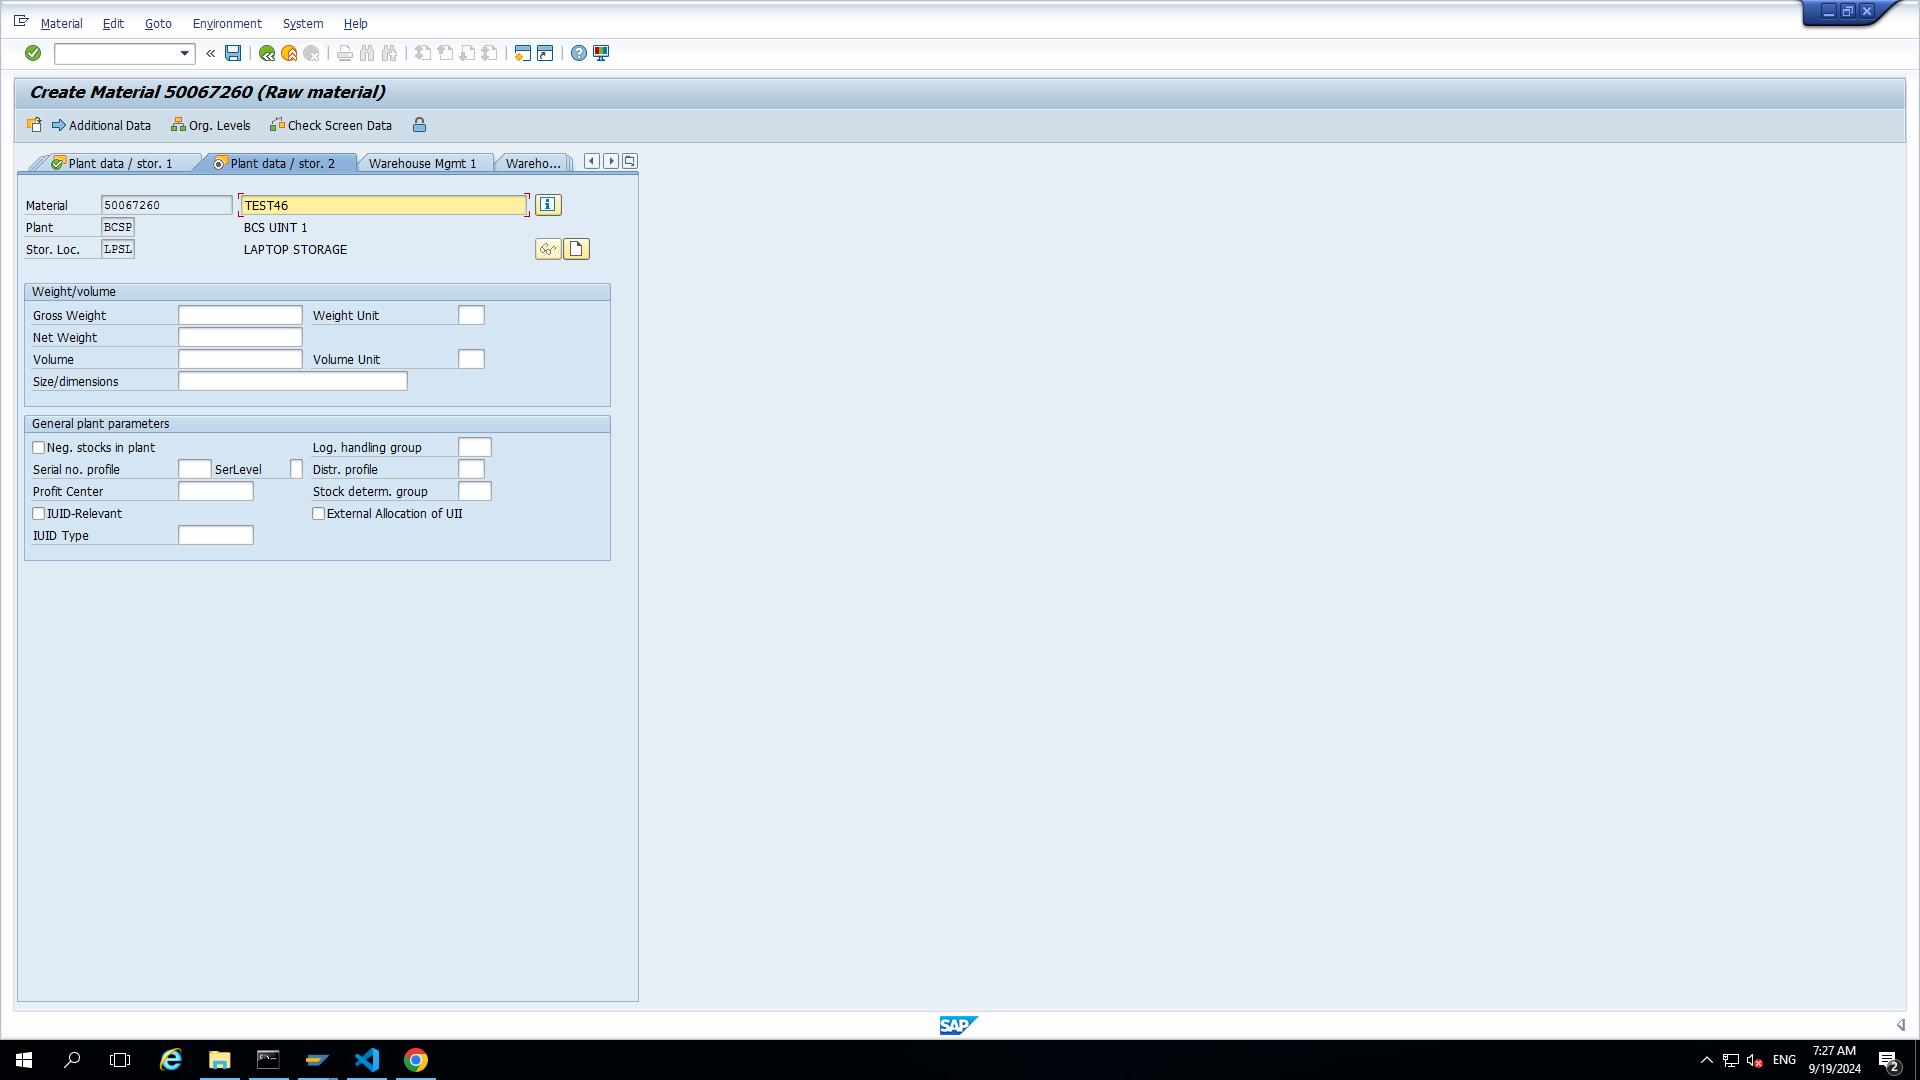 Material Edit Goto Environment System Help
Create Material 50067260 (Raw material)
Additional Data Org. Levels Check Screen Data
Plant data / stor. 1 Plant data / stor. 2 Warehouse Mgmt 1 Wareho...
Material 50067260 TEST46
Plant BCSP BCS UINT 1
Stor. Loc. LPSL LAPTOP STORAGE
Weight/volume
Gross Weight Weight Unit
Net Weight
Volume Volume Unit
Size/dimensions
General plant parameters
Neg. stocks in plant Log. handling group
Serial no. profile SerLevel Distr. profile
Profit Center Stock determ. group
IUID-Relevant External Allocation of UII
IUID Type
SAP
ENG 7:27 AM
9/19/2024 2